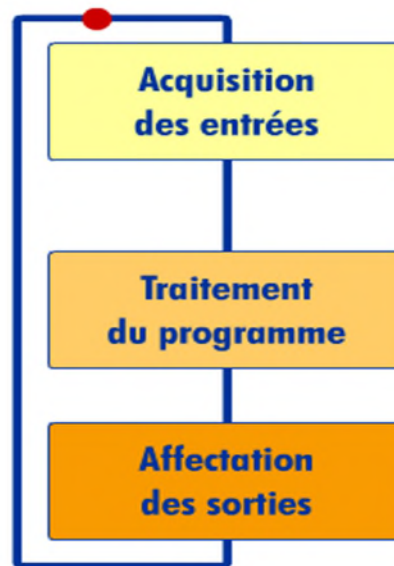 Acquisition
des entrées
Traitement
du programme
Affectation
des sorties